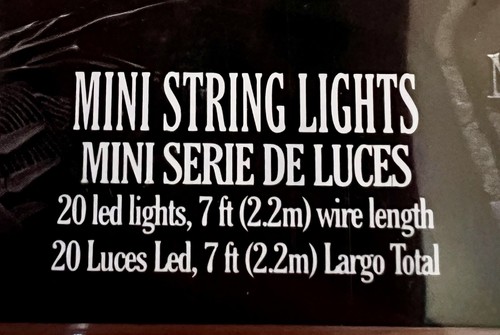 MINI STRING LIGHTS
MINI SERIE DE LUCES
20 led lights, 7 ft (2.2m) wire length
20 Luces Led, 7 ft (2.2m) Largo Total